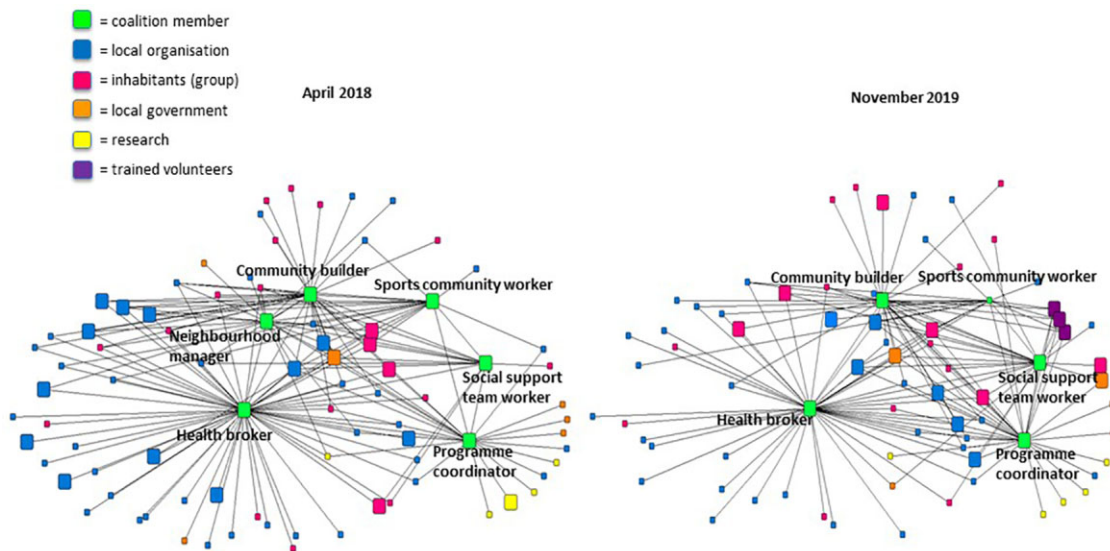 = coalition member
= local organisation
= inhabitants (group)
= local government
= research
= trained volunteers
April 2018
November 2019
Community builder
Sports community worker
Neighbourhood
manager
Social support
team worker
Health broker
Programme
coordinator
Community builder
Sports community worker
Social support
team worker
Health broker
Programme
coordinator